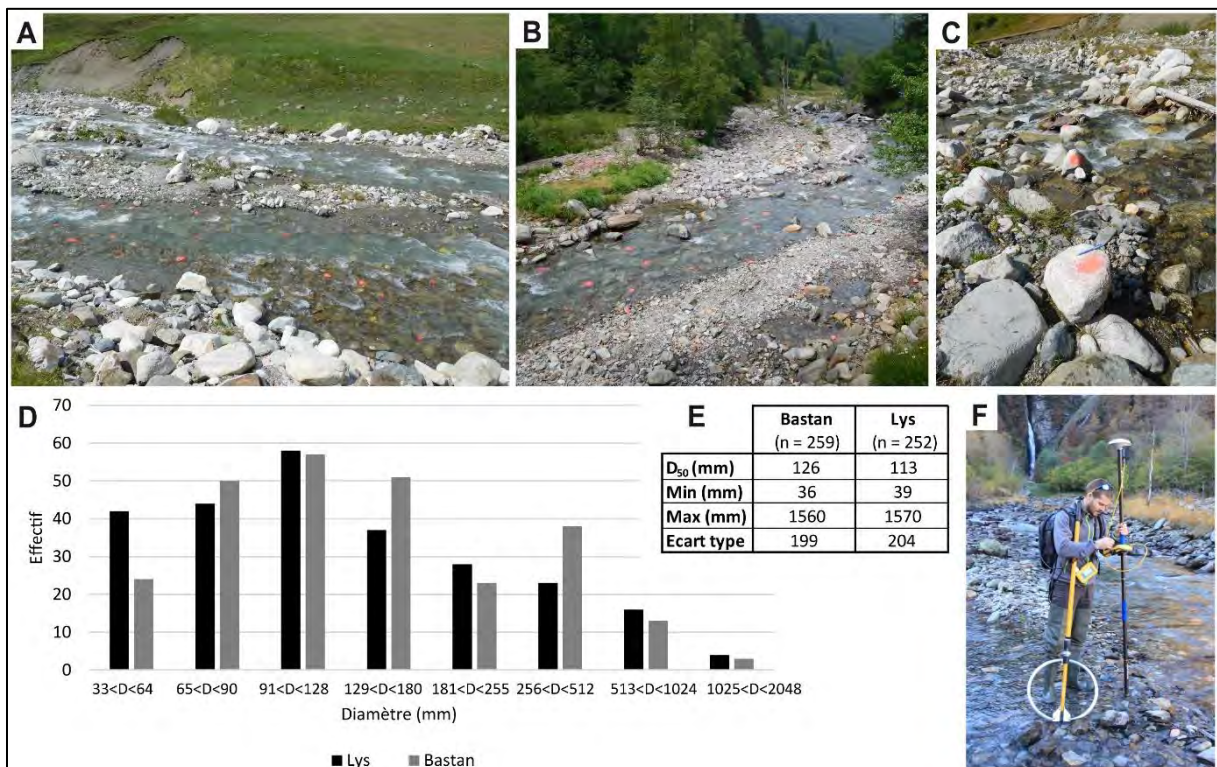 A
B
C
D
70
60
50
40
30
20
10
0
Effectif
33<D<64 65<D<90 91<D<128 129<D<180 181<D<255 256<D<512 513<D<1024 1025<D<2048
Diamètre (mm)
Lys Bastan
E
Bastan Lys
(n = 259) (n = 252)
D50 (mm) 126 113
Min (mm) 36 39
Max (mm) 1560 1570
Ecart type 199 204
F